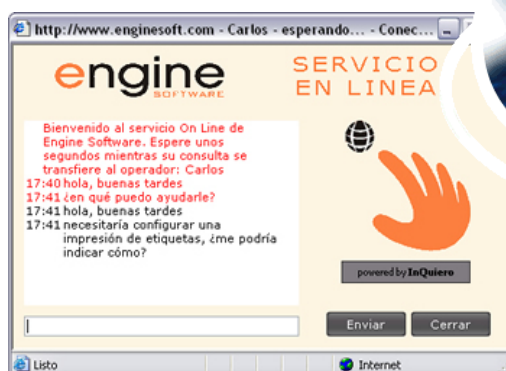 http://www.enginesoft.com - Carlos - esperando... - Conec...
engine
SOFTWARE
SERVICIO
EN LINEA
Bienvenido al servicio On Line de
Engine Software. Espere unos
segundos mientras su consulta se
transfiere al operador: Carlos
17:40 hola, buenas tardes
17:41 ¿en qué puedo ayudarle?
17:41 hola, buenas tardes
17:41 necesitaría configurar una
impresión de etiquetas, ¿me podría
indicar cómo?
powered by InQuiero
Enviar
Cerrar
Listo
Internet